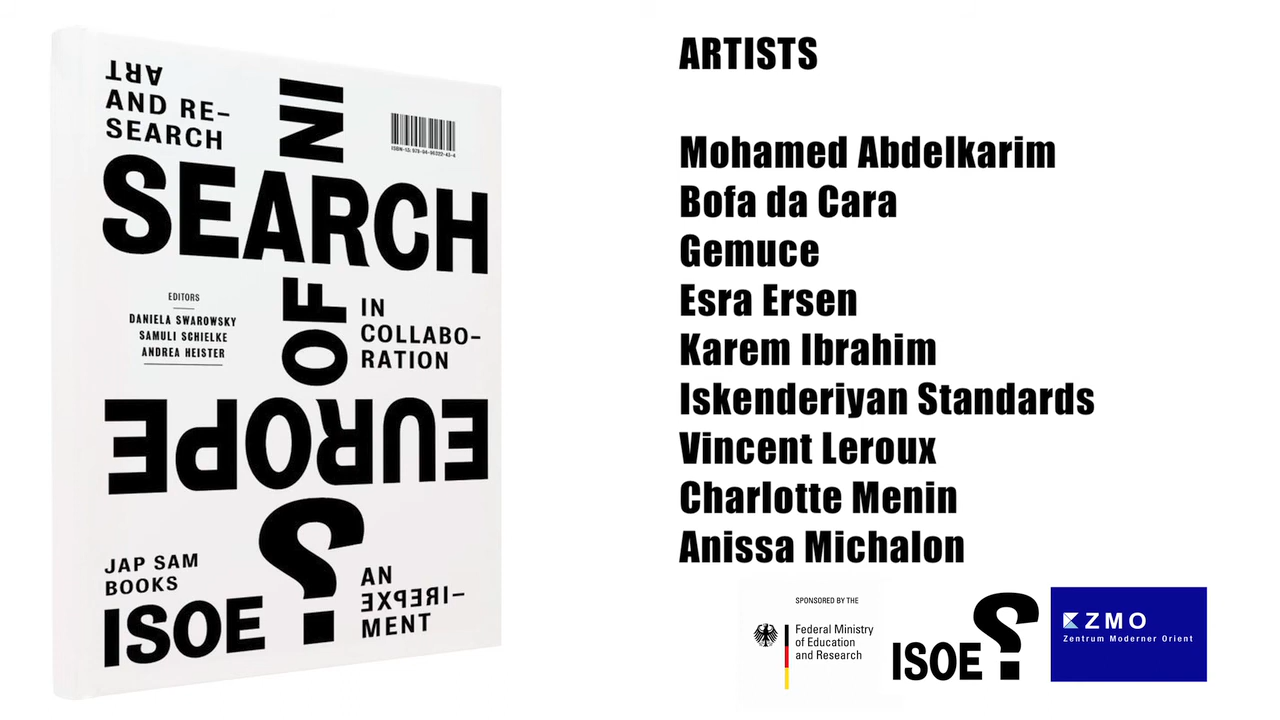 ART
AND RE-
SEARCH
IN
SEARCH
OF
EDITORS
DANIELA SWAROWSKY
SAMULI SCHIELKE
ANDREA HEISTER
IN
COLLABO-
RATION
EUROPE
?
JAP SAM
BOOKS
ISOE
AN
EXPERI-
MENT
ARTISTS
Mohamed Abdelkarim
Bofa da Cara
Gemuce
Esra Ersen
Karem Ibrahim
Iskenderiyan Standards
Vincent Leroux
Charlotte Menin
Anissa Michalon
SPONSORED BY THE
Federal Ministry
of Education
and Research
ISOE?
ZMO
Zentrum Moderner Orient